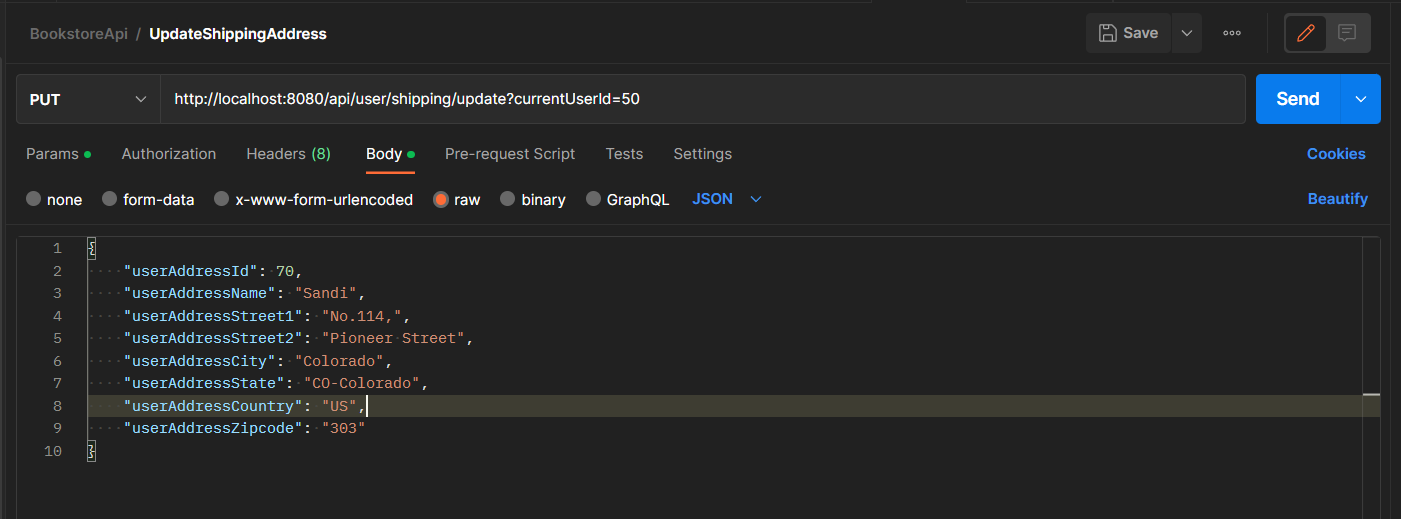 BookstoreApi / UpdateShippingAddress
Save
PUT
http://localhost:8080/api/user/shipping/update?currentUserId=50
Send
Params Authorization Headers (8) Body Pre-request Script Tests Settings Cookies
none form-data x-www-form-urlencoded raw binary GraphQL JSON Beautify
1 {
2 "userAddressId": 70,
3 "userAddressName": "Sandi",
4 "userAddressStreet1": "No.114,",
5 "userAddressStreet2": "Pioneer Street",
6 "userAddressCity": "Colorado",
7 "userAddressState": "CO-Colorado",
8 "userAddressCountry": "US",
9 "userAddressZipcode": "303"
10 }